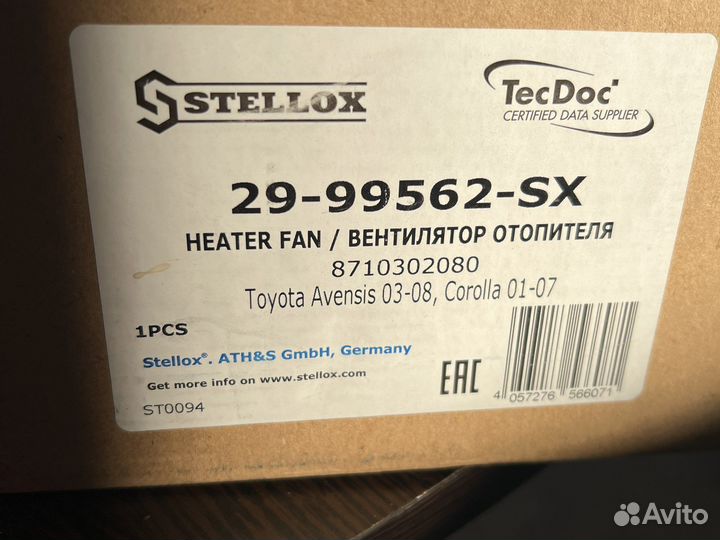 STELLOX
TecDoc
CERTIFIED DATA SUPPLIER
29-99562-SX
HEATER FAN / ВЕНТИЛЯТОР ОТОПИТЕЛЯ
8710302080
Toyota Avensis 03-08, Corolla 01-07
1PCS
Stellox®. ATH&S GmbH, Germany
Get more info on www.stellox.com
ST0094
EAC
4 057276 566071
Avito